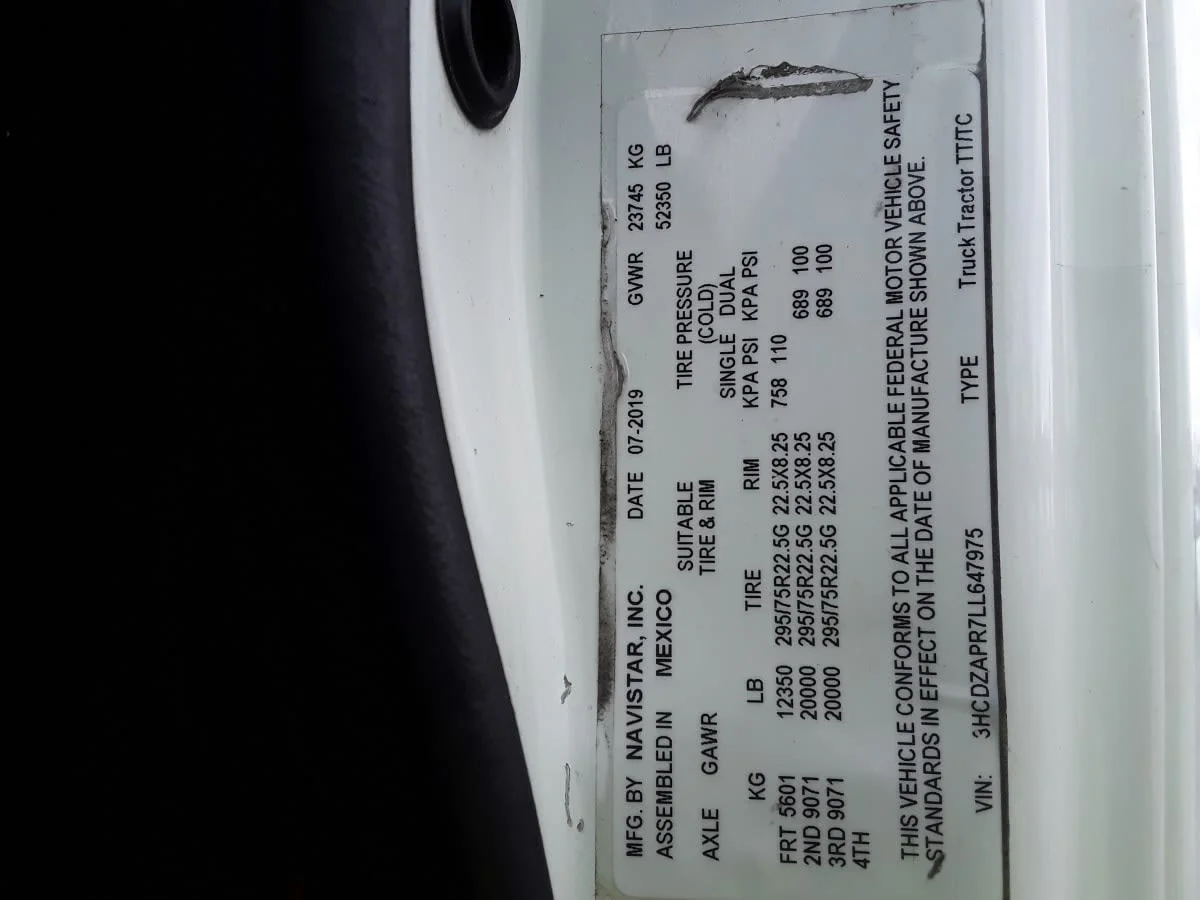 MFG. BY NAVISTAR, INC. DATE 07-2019 GVWR 23745 KG
ASSEMBLED IN MEXICO 52350 LB
SUITABLE TIRE PRESSURE
AXLE GAWR TIRE & RIM (COLD)
SINGLE DUAL
KG LB TIRE RIM KPA PSI KPA PSI
FRT 5601 12350 295/75R22.5G 22.5X8.25 758 110
2ND 9071 20000 295/75R22.5G 22.5X8.25 689 100
3RD 9071 20000 295/75R22.5G 22.5X8.25 689 100
4TH
THIS VEHICLE CONFORMS TO ALL APPLICABLE FEDERAL MOTOR VEHICLE SAFETY
STANDARDS IN EFFECT ON THE DATE OF MANUFACTURE SHOWN ABOVE.
VIN: 3HCDZAPR7LL647975 TYPE Truck Tractor TT/TC